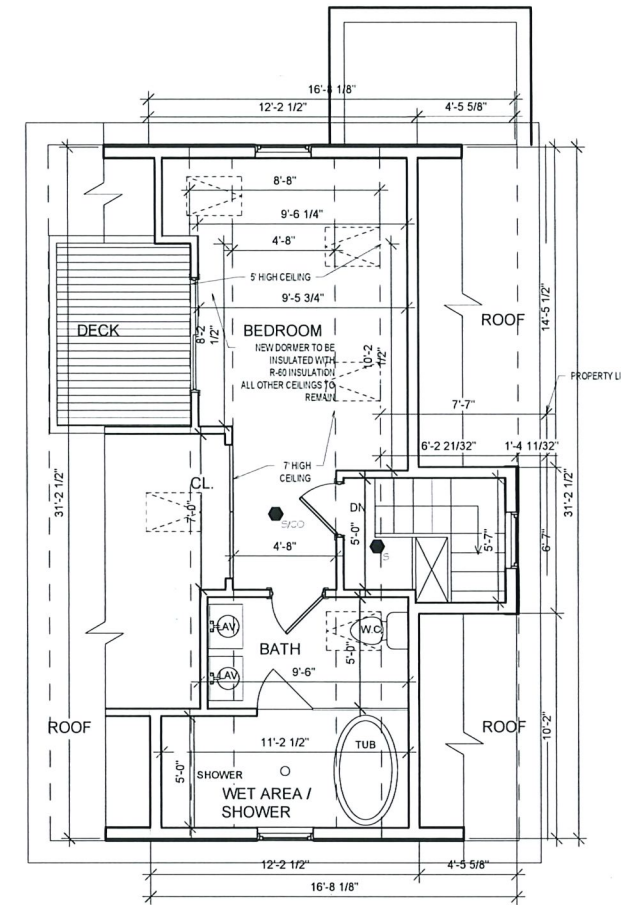 16'-8 1/8"
12'-2 1/2"
4'-5 5/8"
8'-8"
9'-6 1/4"
4'-8"
5' HIGH CEILING
9'-5 3/4"
14'-5 1/2"
ROOF
DECK
8'-2 1/2"
BEDROOM
NEW DORMER TO BE
INSULATED WITH
R-60 INSULATION
ALL OTHER CEILINGS TO
REMAIN
10'-2 1/2"
PROPERTY LI
7'-7"
6'-2 21/32"
1'-4 11/32"
7' HIGH
CEILING
CL.
7'-0"
31'-2 1/2"
31'-2 1/2"
DN
S/CO
5'-0"
S
5'-7"
6'-7"
4'-8"
LAV
W.C.
BATH
5'-0"
LAV
9'-6"
ROOF
ROOF
10'-2"
11'-2 1/2"
TUB
5'-0"
SHOWER
WET AREA /
SHOWER
12'-2 1/2"
4'-5 5/8"
16'-8 1/8"